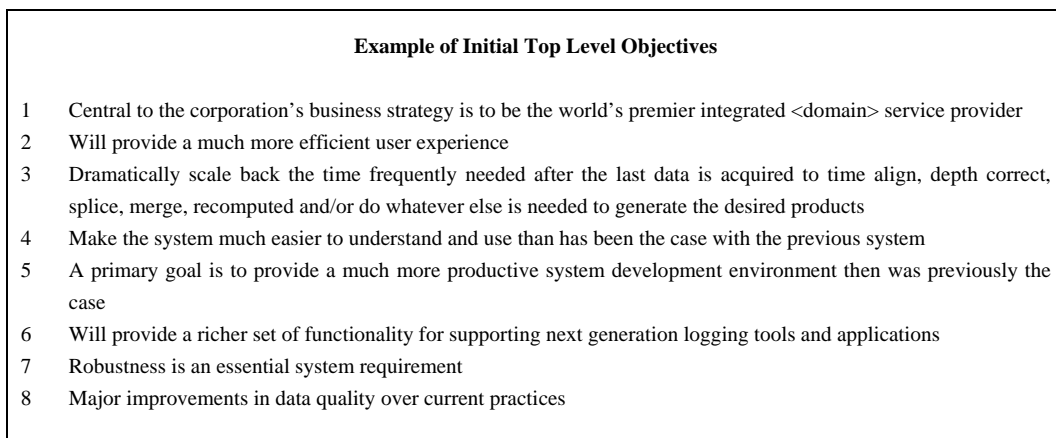 Example of Initial Top Level Objectives
1 Central to the corporation’s business strategy is to be the world’s premier integrated <domain> service provider
2 Will provide a much more efficient user experience
3 Dramatically scale back the time frequently needed after the last data is acquired to time align, depth correct,
splice, merge, recomputed and/or do whatever else is needed to generate the desired products
4 Make the system much easier to understand and use than has been the case with the previous system
5 A primary goal is to provide a much more productive system development environment then was previously the
case
6 Will provide a richer set of functionality for supporting next generation logging tools and applications
7 Robustness is an essential system requirement
8 Major improvements in data quality over current practices